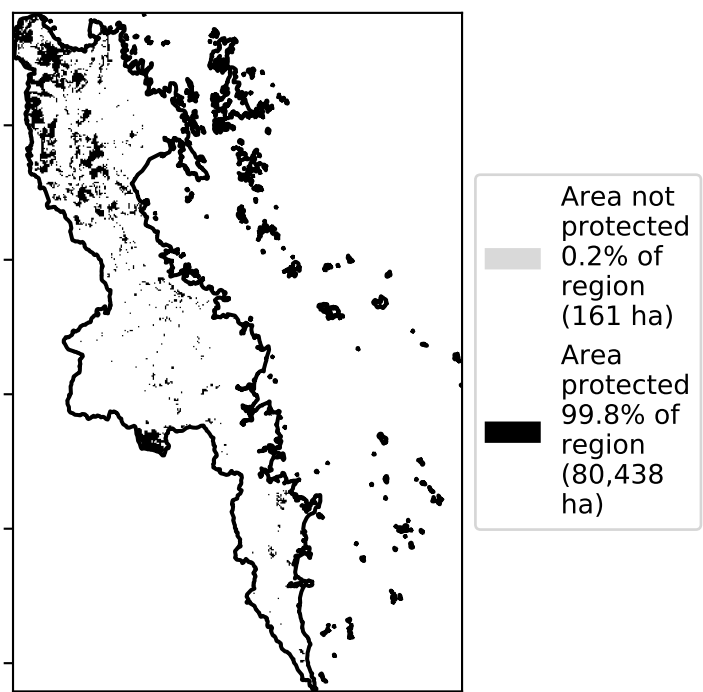 Area not
protected
0.2% of
region
(161 ha)
Area
protected
99.8% of
region
(80,438
ha)